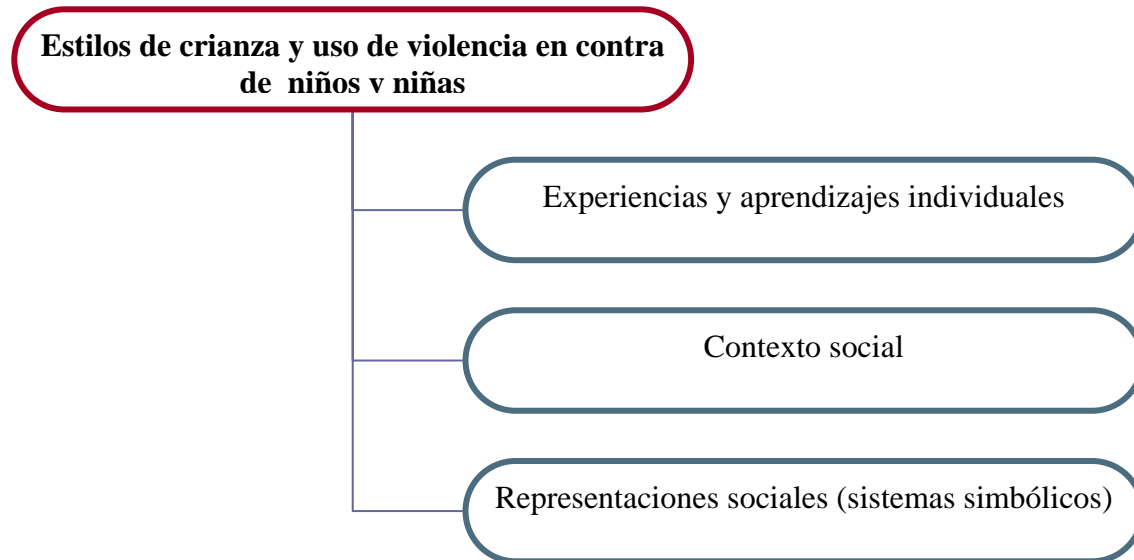 Estilos de crianza y uso de violencia en contra
de niños y niñas
Experiencias y aprendizajes individuales
Contexto social
Representaciones sociales (sistemas simbólicos)